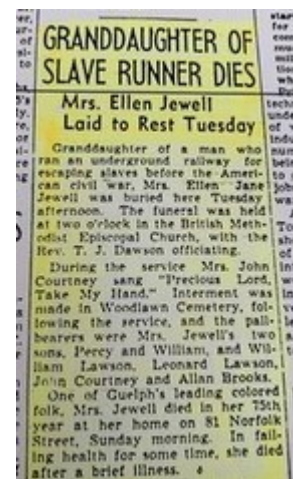 GRANDDAUGHTER OF
SLAVE RUNNER DIES
Mrs. Ellen Jewell
Laid to Rest Tuesday
Granddaughter of a man who
ran an underground railway for
escaping slaves before the Ameri-
can civil war, Mrs. Ellen Jane
Jewell was buried here Tuesday
afternoon. The funeral was held
at two o'clock in the British Meth-
odist Episcopal Church, with the
Rev. T. J. Dawson officiating.
During the service Mrs. John
Courtney sang "Precious Lord,
Take My Hand." Interment was
made in Woodlawn Cemetery, fol-
lowing the service, and the pall-
bearers were Mrs. Jewell's two
sons, Percy and William, and Wil-
liam Lawson, Leonard Lawson,
John Courtney and Allan Brooks.
One of Guelph's leading colored
folk, Mrs. Jewell died in her 75th
year at her home on 81 Norfolk
Street, Sunday morning. In fail-
ing health for some time, she died
after a brief illness.